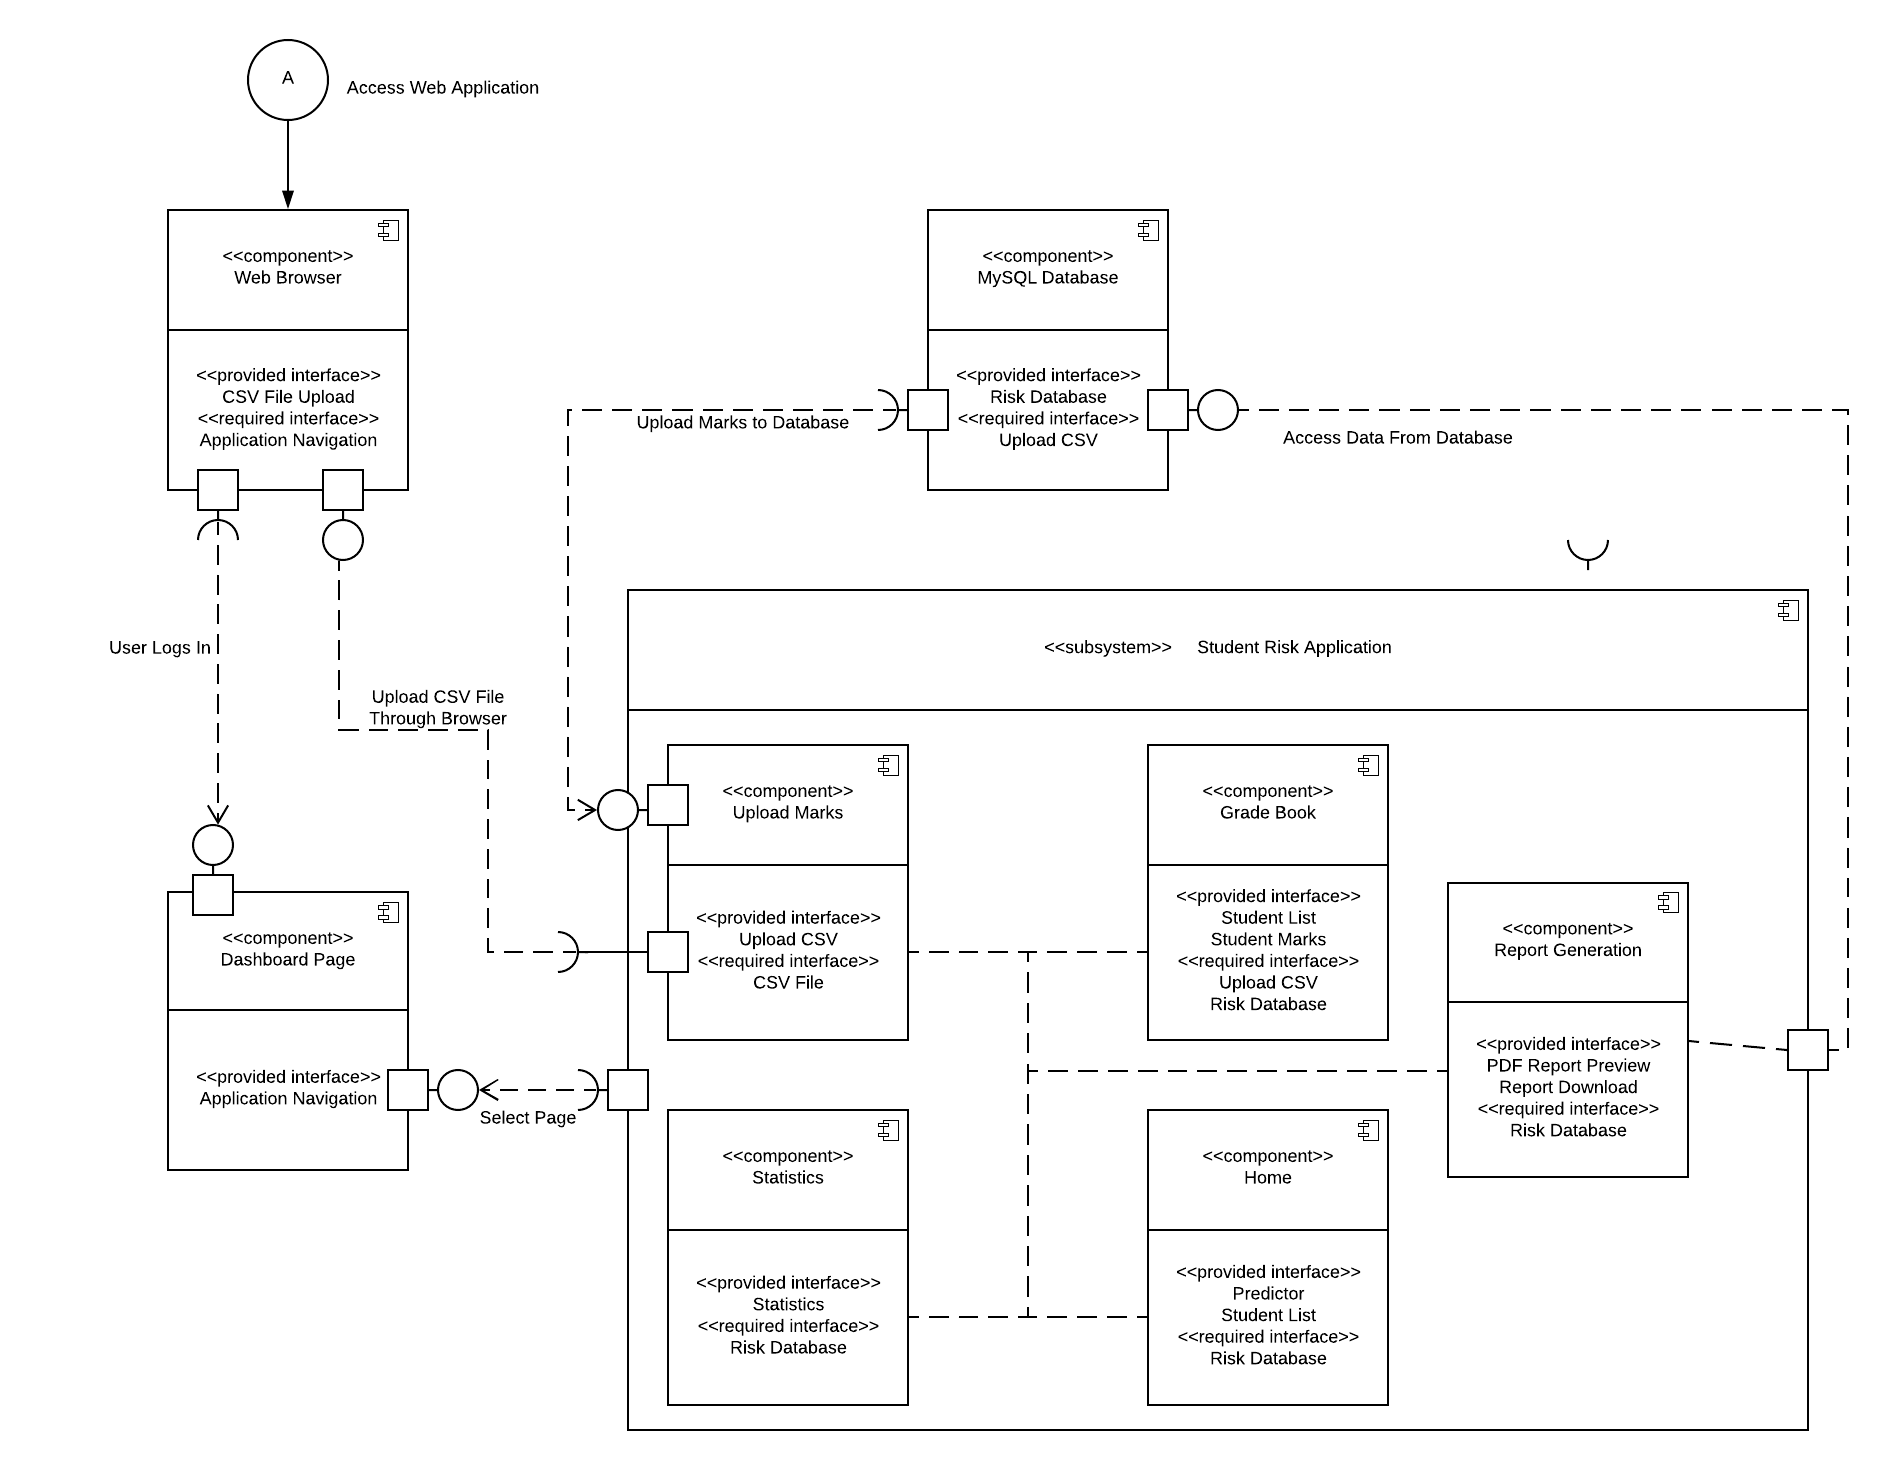 A
Access Web Application
<<component>>
Web Browser
<<provided interface>>
CSV File Upload
<<required interface>>
Application Navigation
<<component>>
MySQL Database
<<provided interface>>
Risk Database
<<required interface>>
Upload CSV
Upload Marks to Database
Access Data From Database
User Logs In
Upload CSV File
Through Browser
<<subsystem>> Student Risk Application
<<component>>
Upload Marks
<<provided interface>>
Upload CSV
<<required interface>>
CSV File
<<component>>
Grade Book
<<provided interface>>
Student List
Student Marks
<<required interface>>
Upload CSV
Risk Database
<<component>>
Report Generation
<<provided interface>>
PDF Report Preview
Report Download
<<required interface>>
Risk Database
<<component>>
Dashboard Page
<<provided interface>>
Application Navigation
Select Page
<<component>>
Statistics
<<provided interface>>
Statistics
<<required interface>>
Risk Database
<<component>>
Home
<<provided interface>>
Predictor
Student List
<<required interface>>
Risk Database